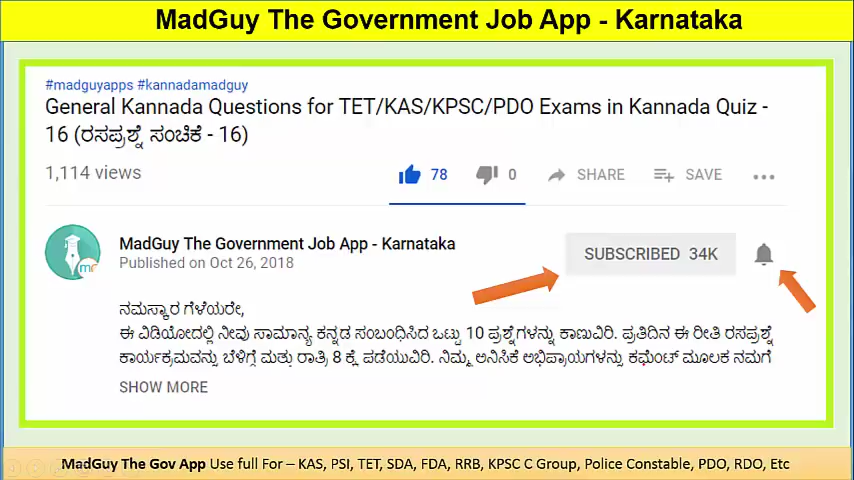 MadGuy The Government Job App - Karnataka
#madguyapps #kannadamadguy
General Kannada Questions for TET/KAS/KPSC/PDO Exams in Kannada Quiz -
16 (ರಸಪ್ರಶ್ನೆ ಸಂಚಿಕೆ - 16)
1,114 views 78 0 SHARE SAVE
MadGuy The Government Job App - Karnataka
Published on Oct 26, 2018
SUBSCRIBED 34K
ನಮಸ್ಕಾರ ಗೆಳೆಯರೇ,
ಈ ವಿಡಿಯೋದಲ್ಲಿ ನೀವು ಸಾಮಾನ್ಯ ಕನ್ನಡ ಸಂಬಂಧಿಸಿದ ಒಟ್ಟು 10 ಪ್ರಶ್ನೆಗಳನ್ನು ಕಾಣುವಿರಿ. ಪ್ರತಿದಿನ ಈ ರೀತಿ ರಸಪ್ರಶ್ನೆ
ಕಾರ್ಯಕ್ರಮವನ್ನು ಬೆಳಿಗ್ಗೆ ಮತ್ತು ರಾತ್ರಿ 8 ಕ್ಕೆ ಪಡೆಯುವಿರಿ. ನಿಮ್ಮ ಅನಿಸಿಕೆ ಅಭಿಪ್ರಾಯಗಳನ್ನು ಕಮೆಂಟ್ ಮೂಲಕ ನಮಗೆ
SHOW MORE
MadGuy The Gov App Use full For – KAS, PSI, TET, SDA, FDA, RRB, KPSC C Group, Police Constable, PDO, RDO, Etc